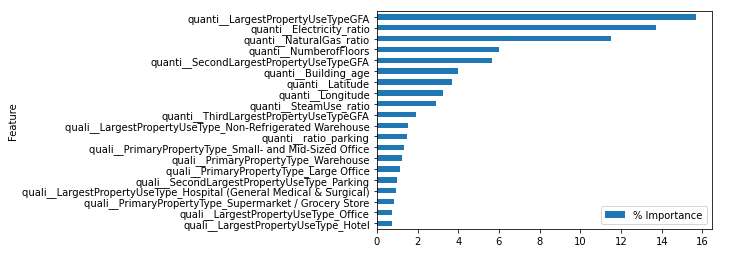 quanti__LargestPropertyUseTypeGFA
quanti__Electricity_ratio
quanti__NaturalGas_ratio
quanti__NumberofFloors
quanti__SecondLargestPropertyUseTypeGFA
quanti__Building_age
quanti__Latitude
quanti__Longitude
quanti__SteamUse_ratio
quanti__ThirdLargestPropertyUseTypeGFA
quali__LargestPropertyUseType_Non-Refrigerated Warehouse
quanti__ratio_parking
quali__PrimaryPropertyType_Small- and Mid-Sized Office
quali__PrimaryPropertyType_Warehouse
quali__PrimaryPropertyType_Large Office
quali__SecondLargestPropertyUseType_Parking
quali__LargestPropertyUseType_Hospital (General Medical & Surgical)
quali__PrimaryPropertyType_Supermarket / Grocery Store
quali__LargestPropertyUseType_Office
quali__LargestPropertyUseType_Hotel
Feature
% Importance
0 2 4 6 8 10 12 14 16